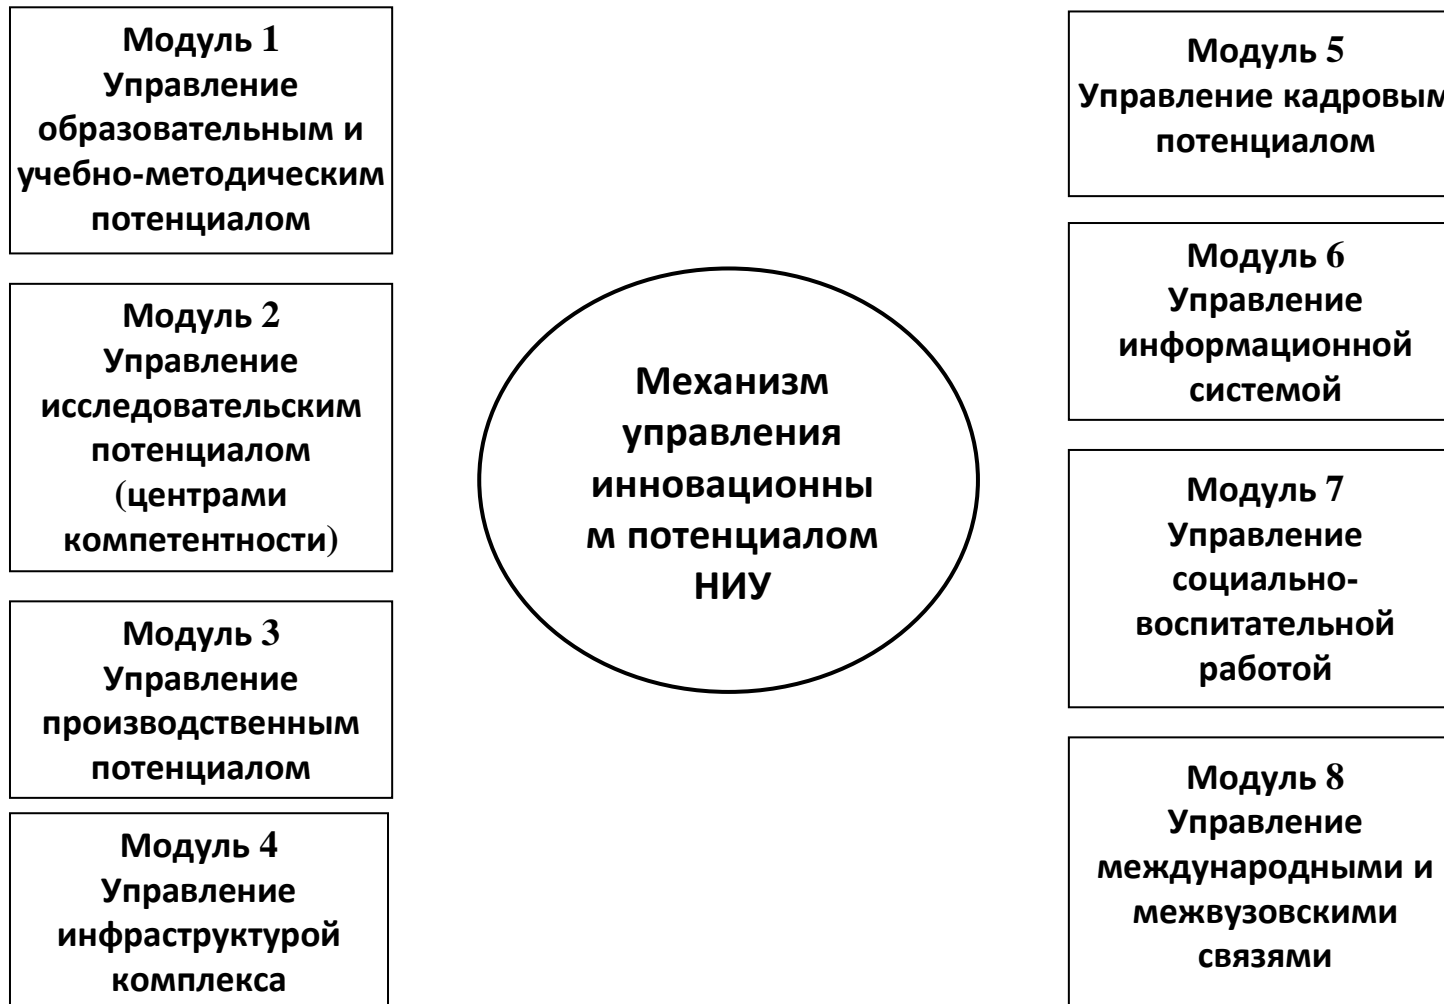 Модуль 1
Управление
образовательным и
учебно-методическим
потенциалом
Модуль 2
Управление
исследовательским
потенциалом
(центрами
компетентности)
Модуль 3
Управление
производственным
потенциалом
Модуль 4
Управление
инфраструктурой
комплекса
Механизм
управления
инновационны
м потенциалом
НИУ
Модуль 5
Управление кадровым
потенциалом
Модуль 6
Управление
информационной
системой
Модуль 7
Управление
социально-
воспитательной
работой
Модуль 8
Управление
международными и
межвузовскими
связями